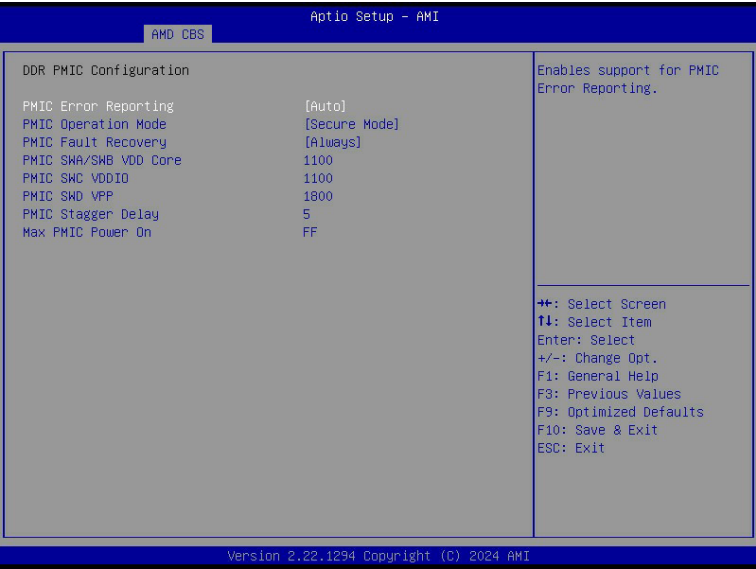 Aptio Setup – AMI
AMD CBS
DDR PMIC Configuration
PMIC Error Reporting [Auto]
PMIC Operation Mode [Secure Mode]
PMIC Fault Recovery [Always]
PMIC SWA/SWB VDD Core 1100
PMIC SWC VDDIO 1100
PMIC SWD VPP 1800
PMIC Stagger Delay 5
Max PMIC Power On FF
Enables support for PMIC
Error Reporting.
→←: Select Screen
↑↓: Select Item
Enter: Select
+/-: Change Opt.
F1: General Help
F3: Previous Values
F9: Optimized Defaults
F10: Save & Exit
ESC: Exit
Version 2.22.1294 Copyright (C) 2024 AMI